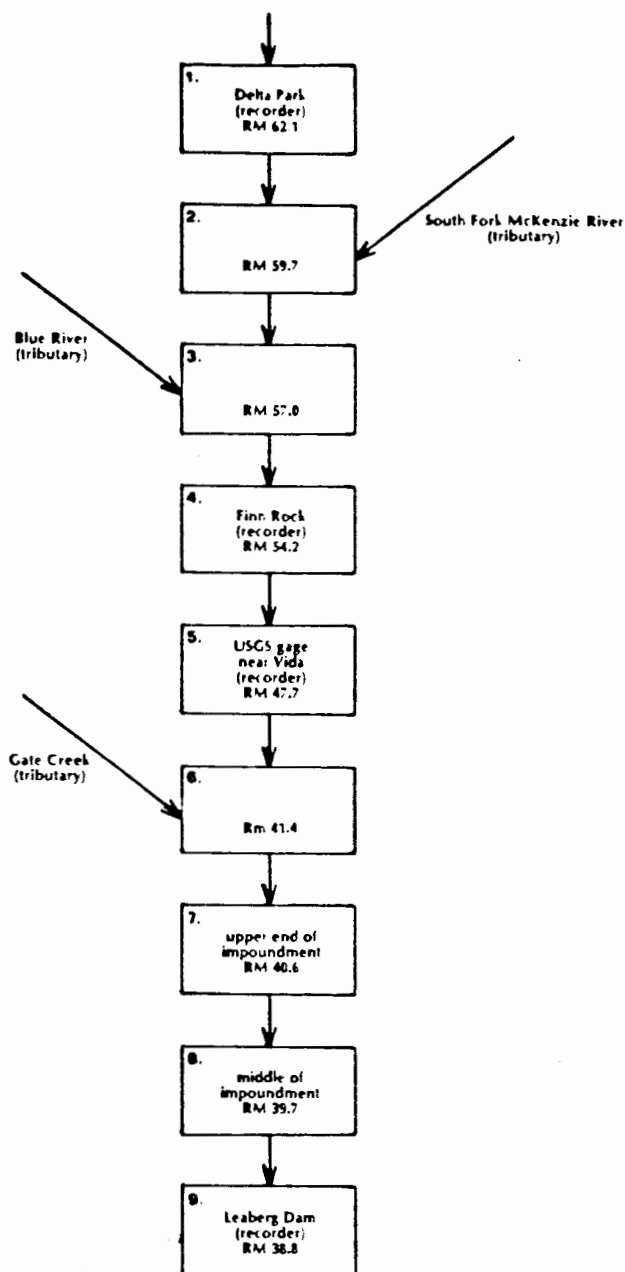 1.
Delta Park
(recorder)
RM 62.1
2.
RM 59.7
South Fork McKenzie River
(tributary)
Blue River
(tributary)
3.
RM 57.0
4.
Finn Rock
(recorder)
RM 54.2
5.
USGS gage
near Vida
(recorder)
RM 47.7
Gate Creek
(tributary)
6.
Rm 41.4
7.
upper end of
impoundment
RM 40.6
8.
middle of
impoundment
RM 39.7
9.
Leaberg Dam
(recorder)
RM 38.8